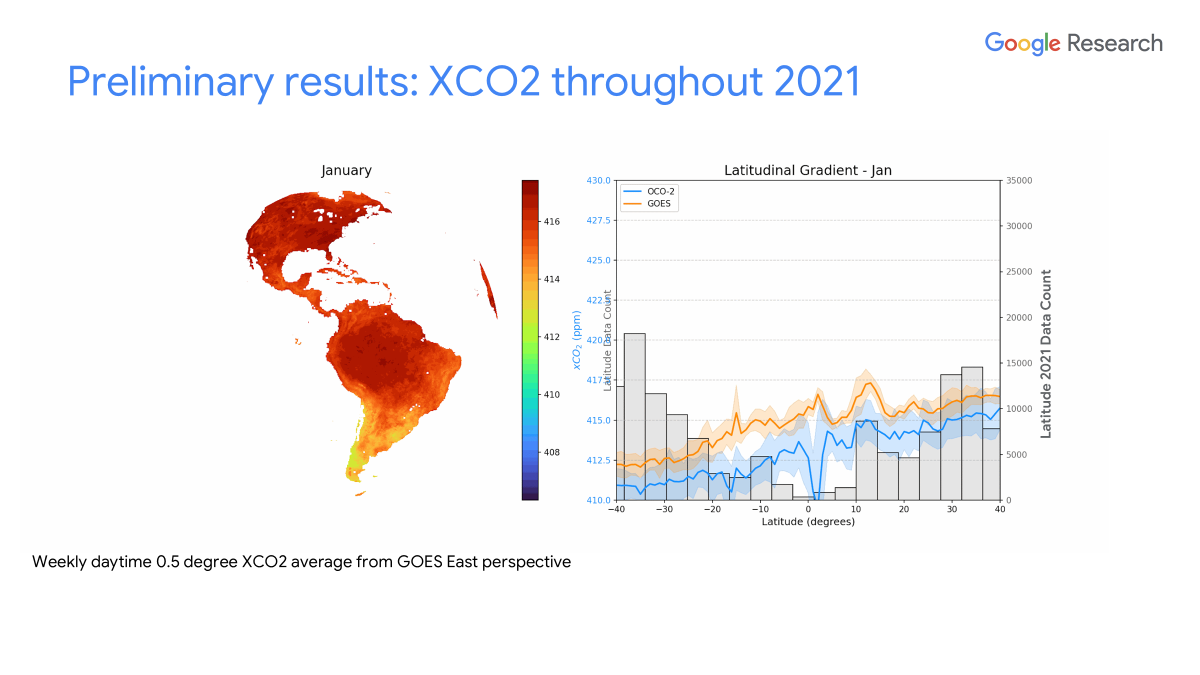 Google Research
Preliminary results: XCO2 throughout 2021
January
416
414
412
410
408
Latitudinal Gradient - Jan
OCO-2
GOES
430.0
427.5
425.0
422.5
420.0
417.5
415.0
412.5
410.0
xCO2 (ppm)
Latitude Data Count
35000
30000
25000
20000
15000
10000
5000
0
Latitude 2021 Data Count
−40 −30 −20 −10 0 10 20 30 40
Latitude (degrees)
Weekly daytime 0.5 degree XCO2 average from GOES East perspective